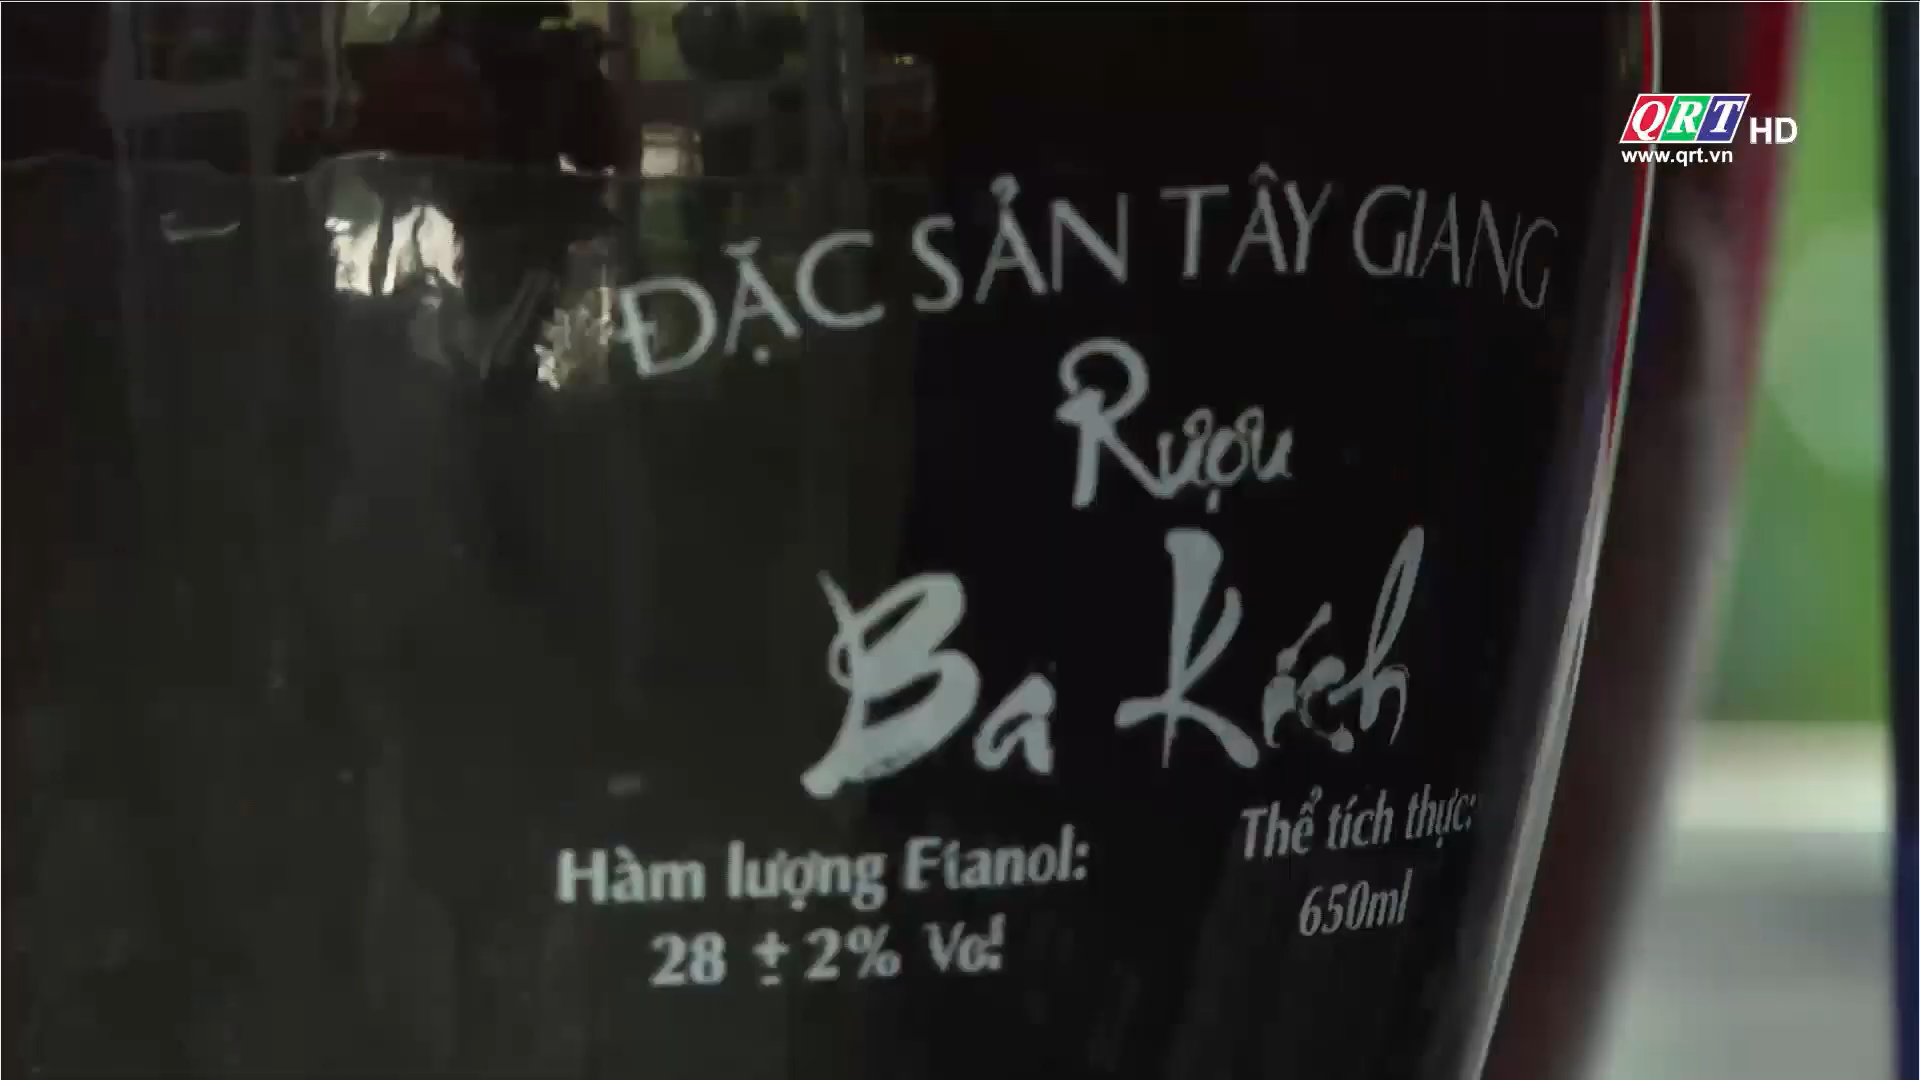 QRT HD
www.qrt.vn
ĐẶC SẢN TÂY GIANG
Rượu
Ba Kích
Hàm lượng Etanol:
28 ± 2% Vol
Thể tích thực:
650ml